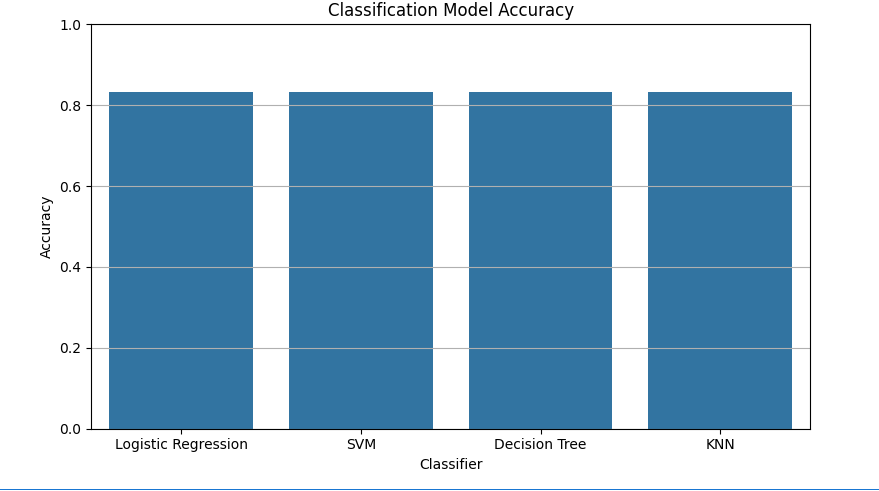 Classification Model Accuracy
1.0
0.8
0.6
0.4
0.2
0.0
Accuracy
Logistic Regression
SVM
Decision Tree
KNN
Classifier